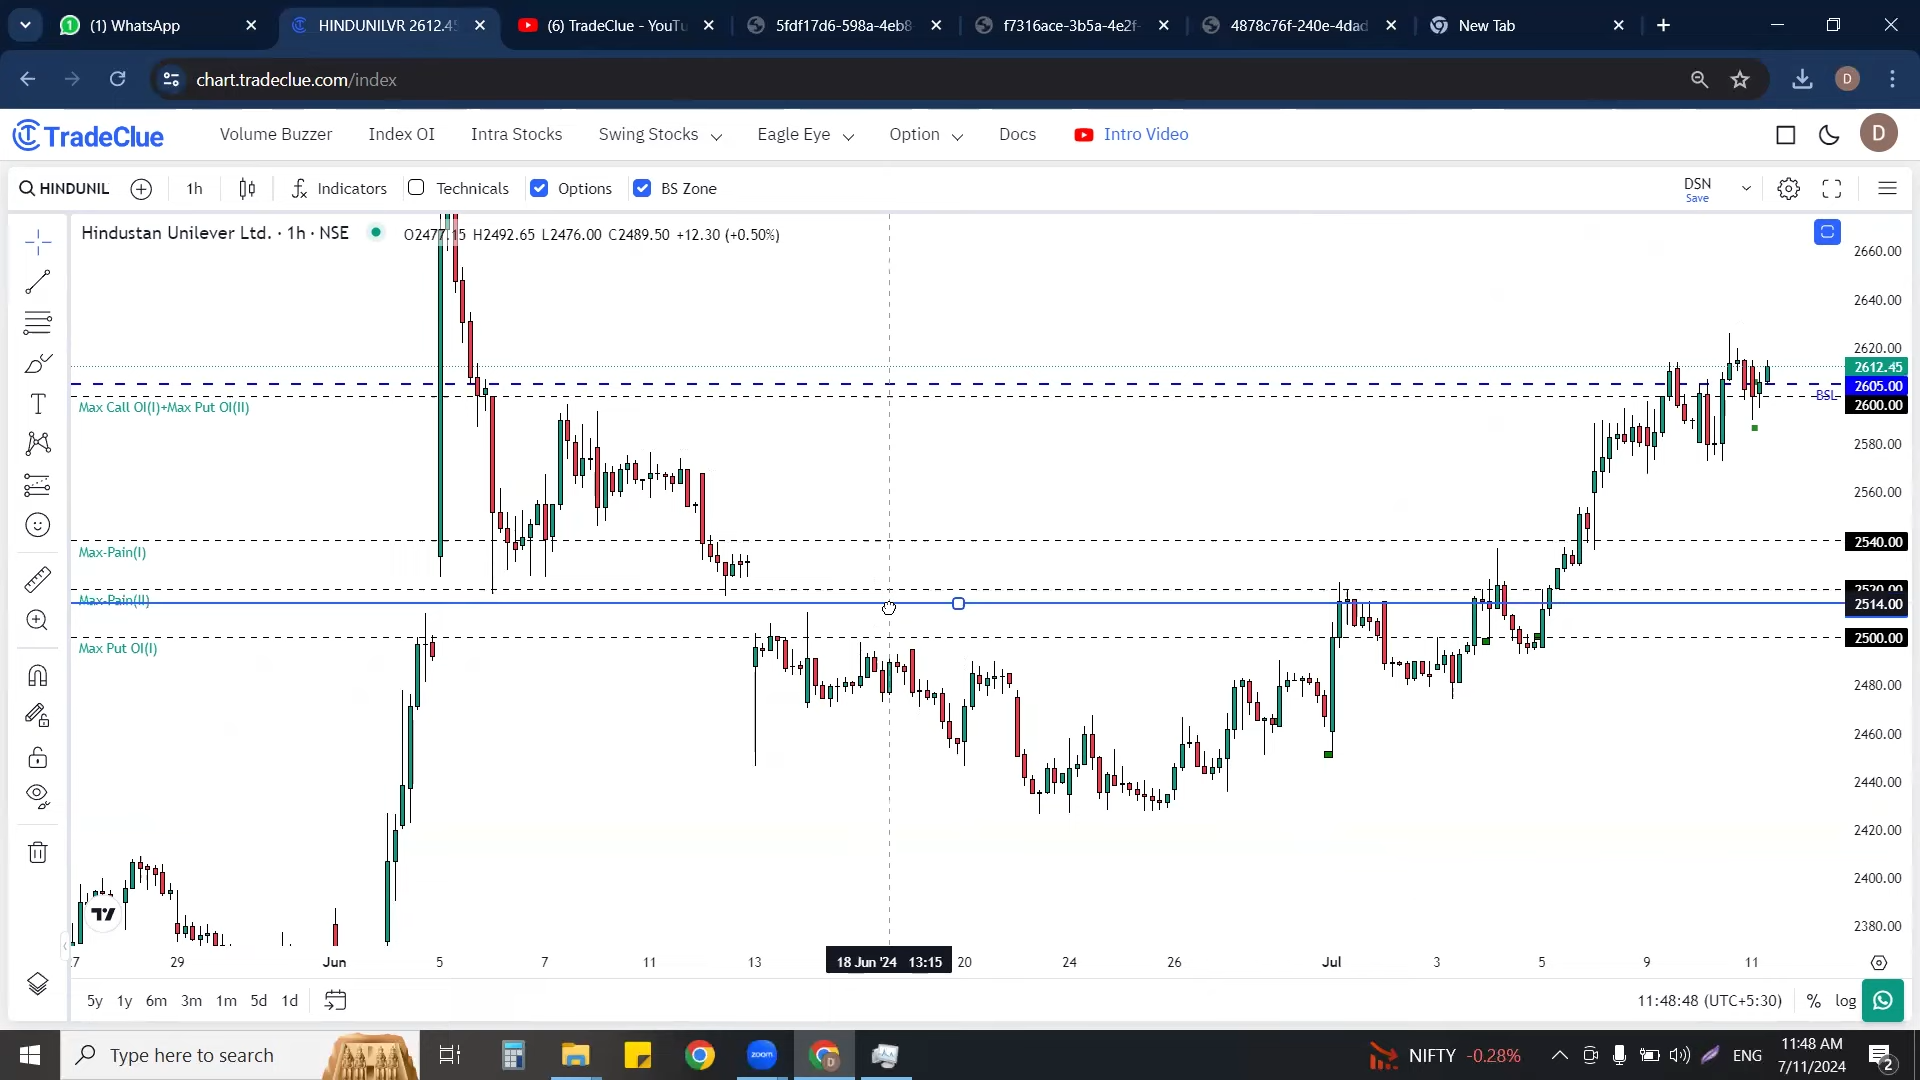 (1) WhatsApp
HINDUNILVR 2612.45
(6) TradeClue - YouTu
5fdf17d6-598a-4eb8-
f7316ace-3b5a-4e2f-
4878c76f-240e-4dad
New Tab
chart.tradeclue.com/index
D
TradeClue
Volume Buzzer
Index OI
Intra Stocks
Swing Stocks
Eagle Eye
Option
Docs
Intro Video
D
HINDUNIL
1h
Indicators
Technicals
Options
BS Zone
DSN
Save
Hindustan Unilever Ltd. · 1h · NSE
O2477.15 H2492.65 L2476.00 C2489.50 +12.30 (+0.50%)
2660.00
2640.00
2620.00
2612.45
2605.00
BSL
2600.00
Max Call OI(I)+Max Put OI(II)
2580.00
2560.00
2540.00
Max-Pain(I)
2520.00
Max-Pain(II)
2514.00
2500.00
Max Put OI(I)
2480.00
2460.00
2440.00
2420.00
2400.00
2380.00
27
29
Jun
5
7
11
13
18 Jun '24 13:15
20
24
26
Jul
3
5
9
11
5y
1y
6m
3m
1m
5d
1d
11:48:48 (UTC+5:30)
%
log
Type here to search
zoom
NIFTY -0.28%
ENG
11:48 AM
7/11/2024
2